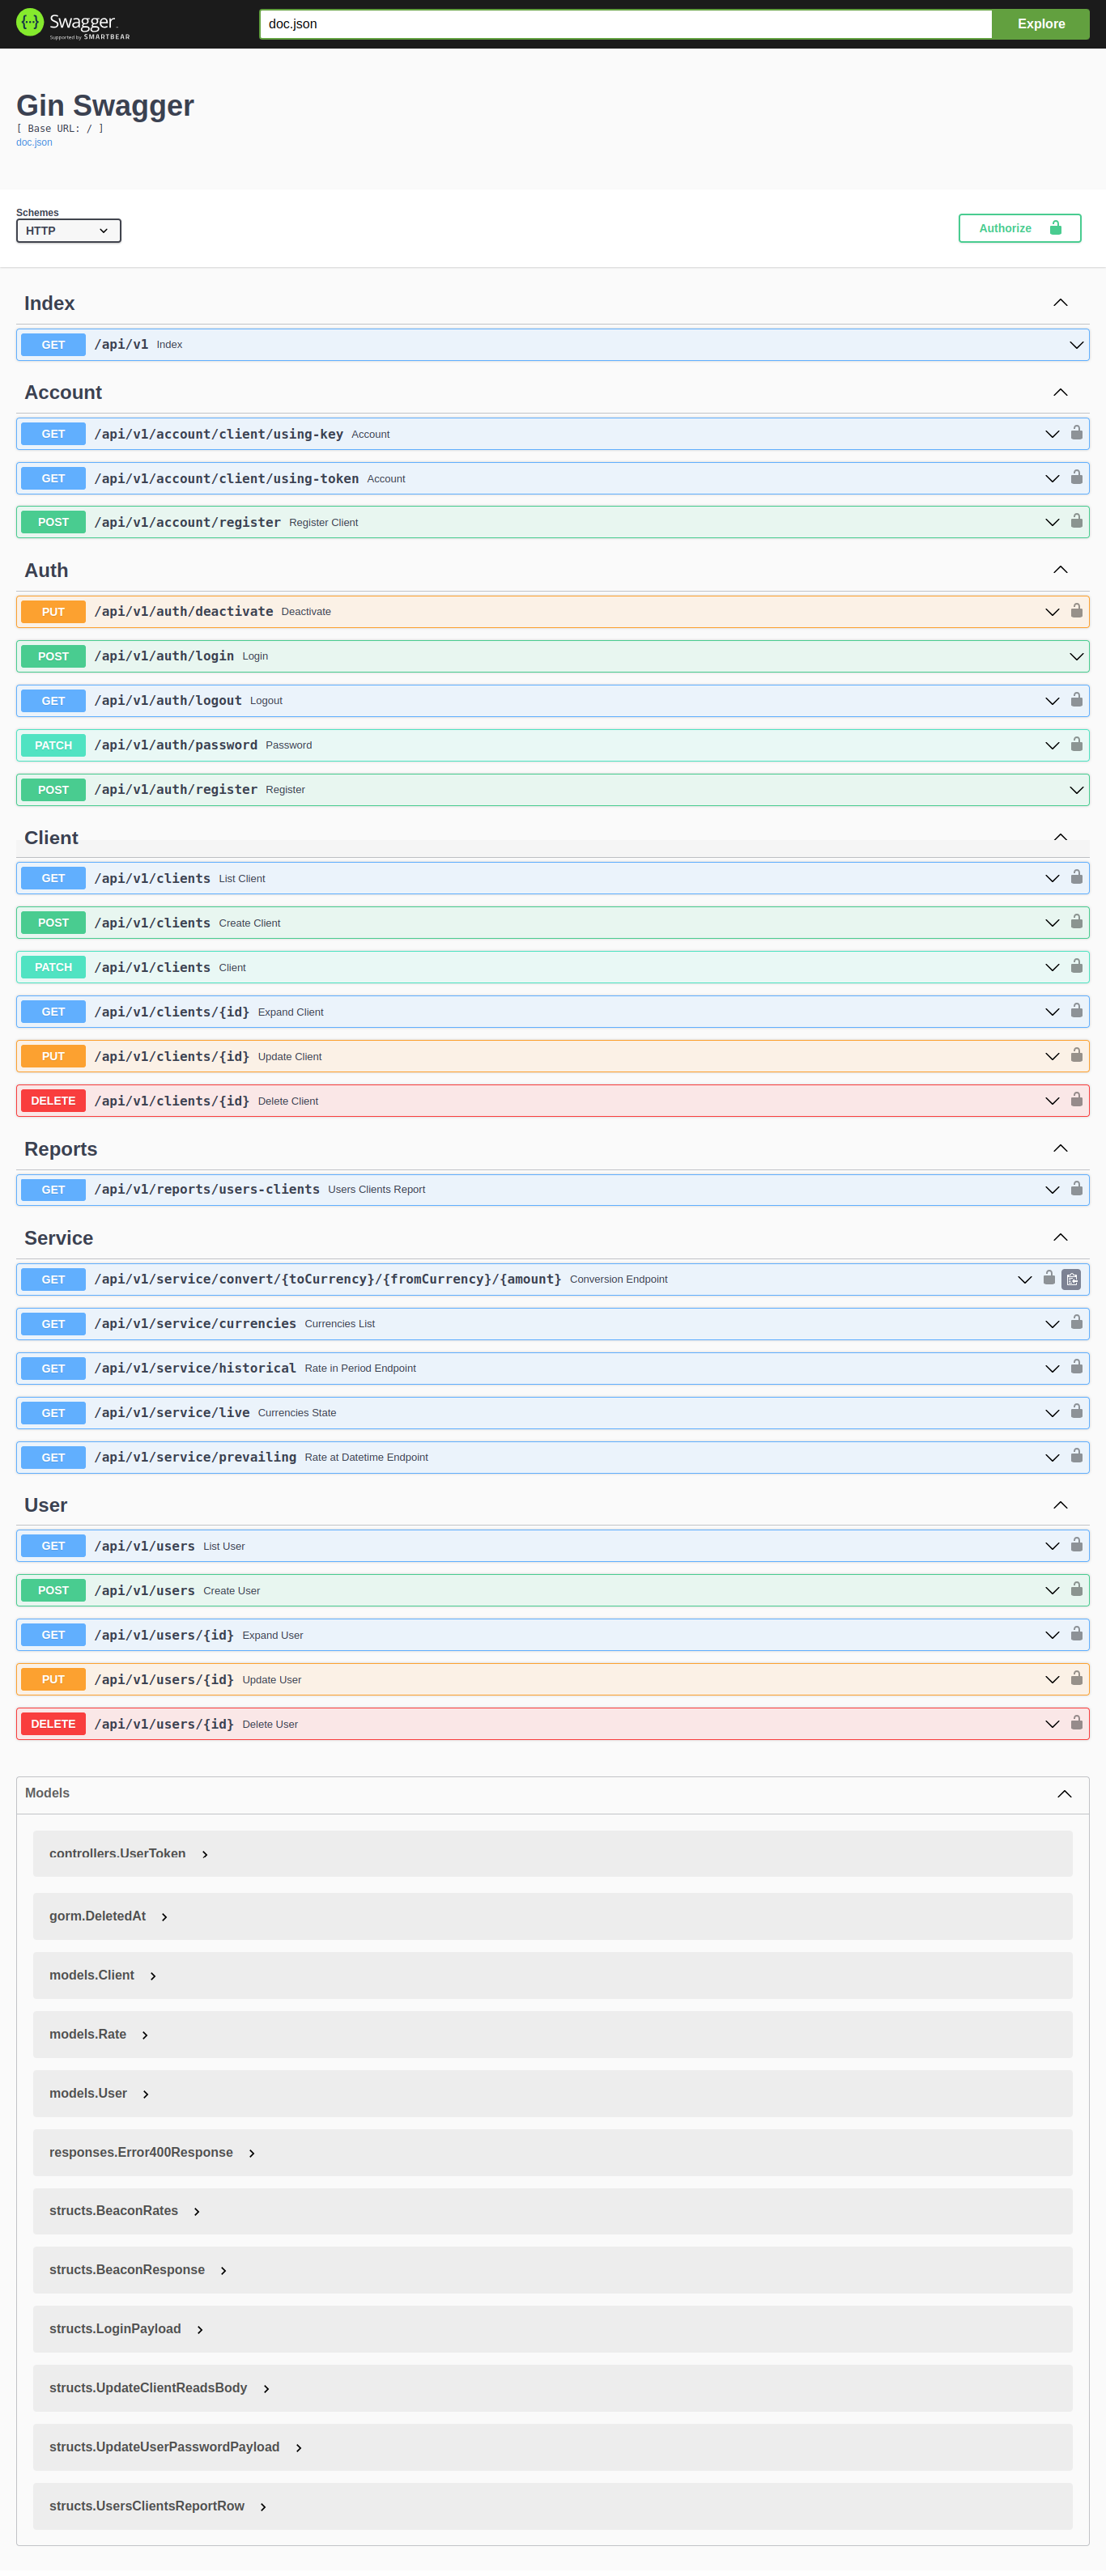 Swagger
Supported by SMARTBEAR
doc.json
Explore
Gin Swagger
[ Base URL: / ]
doc.json
Schemes
HTTP
Authorize
Index
GET /api/v1 Index
Account
GET /api/v1/account/client/using-key Account
GET /api/v1/account/client/using-token Account
POST /api/v1/account/register Register Client
Auth
PUT /api/v1/auth/deactivate Deactivate
POST /api/v1/auth/login Login
GET /api/v1/auth/logout Logout
PATCH /api/v1/auth/password Password
POST /api/v1/auth/register Register
Client
GET /api/v1/clients List Client
POST /api/v1/clients Create Client
PATCH /api/v1/clients Client
GET /api/v1/clients/{id} Expand Client
PUT /api/v1/clients/{id} Update Client
DELETE /api/v1/clients/{id} Delete Client
Reports
GET /api/v1/reports/users-clients Users Clients Report
Service
GET /api/v1/service/convert/{toCurrency}/{fromCurrency}/{amount} Conversion Endpoint
GET /api/v1/service/currencies Currencies List
GET /api/v1/service/historical Rate in Period Endpoint
GET /api/v1/service/live Currencies State
GET /api/v1/service/prevailing Rate at Datetime Endpoint
User
GET /api/v1/users List User
POST /api/v1/users Create User
GET /api/v1/users/{id} Expand User
PUT /api/v1/users/{id} Update User
DELETE /api/v1/users/{id} Delete User
Models
controllers.UserToken
gorm.DeletedAt
models.Client
models.Rate
models.User
responses.Error400Response
structs.BeaconRates
structs.BeaconResponse
structs.LoginPayload
structs.UpdateClientReadsBody
structs.UpdateUserPasswordPayload
structs.UsersClientsReportRow